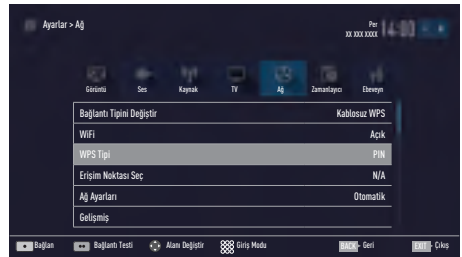 Ayarlar > Ağ
Per
XX XXX XXXX
14:00
Görüntü Ses Kaynak TV Ağ Zamanlayıcı Ebeveyn
Bağlantı Tipini Değiştir Kablosuz WPS
WiFi Açık
WPS Tipi PIN
Erişim Noktası Seç N/A
Ağ Ayarları Otomatik
Gelişmiş
Bağlan Bağlantı Testi Alanı Değiştir Giriş Modu BACK - Geri EXIT - Çıkış